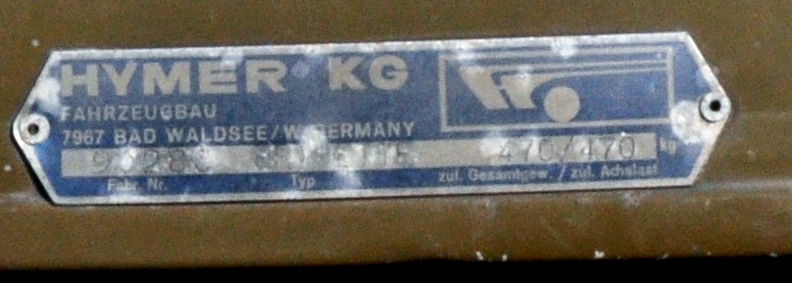 HYMER KG
FAHRZEUGBAU
7967 BAD WALDSEE/W.GERMANY
470/470 kg
Fabr. Nr. Typ zul. Gesamtgew. / zul. Achslast